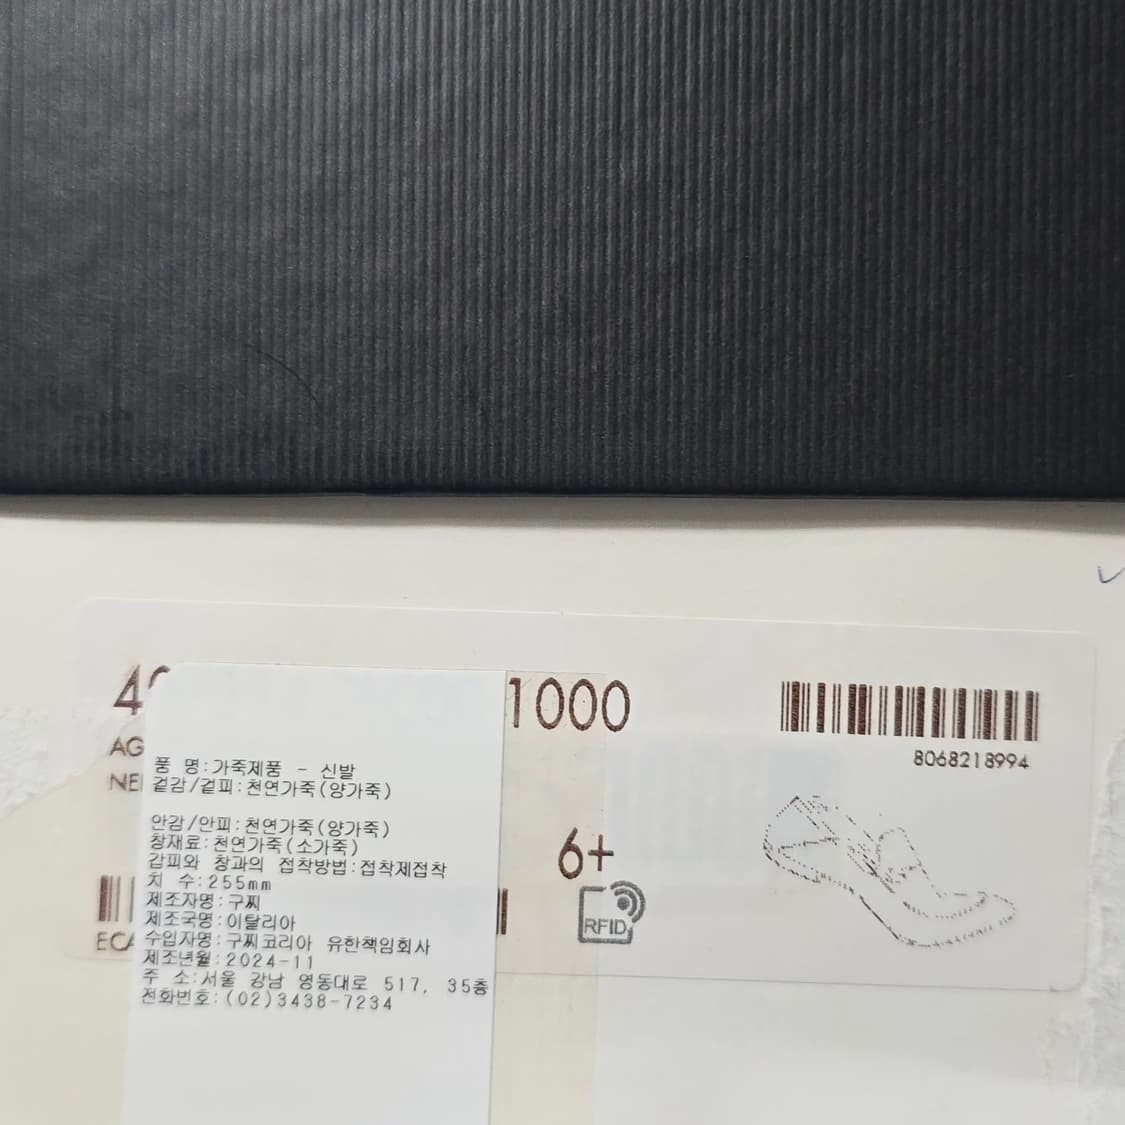 1000
8068218994
품 명:가죽제품 - 신발
겉감/겉피:천연가죽(양가죽)
안감/안피:천연가죽(양가죽)
창재료:천연가죽(소가죽)
감피와 창과의 접착방법:접착제접착
치 수:255mm
제조자명:구찌
제조국명:이탈리아
수입자명:구찌코리아 유한책임회사
제조년월:2024-11
주 소:서울 강남 영동대로 517, 35층
전화번호:(02)3438-7234
6+
RFID